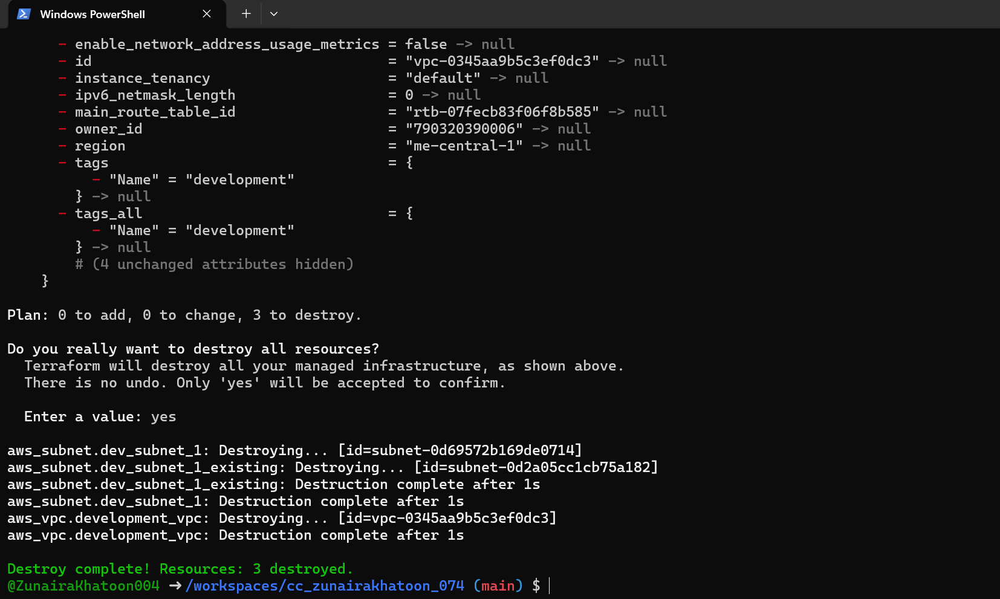 Windows PowerShell
- enable_network_address_usage_metrics = false -> null
- id = "vpc-0345aa9b5c3ef0dc3" -> null
- instance_tenancy = "default" -> null
- ipv6_netmask_length = 0 -> null
- main_route_table_id = "rtb-07fecb83f06f8b585" -> null
- owner_id = "790320390006" -> null
- region = "me-central-1" -> null
- tags = {
- "Name" = "development"
} -> null
- tags_all = {
- "Name" = "development"
} -> null
# (4 unchanged attributes hidden)
}
Plan: 0 to add, 0 to change, 3 to destroy.
Do you really want to destroy all resources?
Terraform will destroy all your managed infrastructure, as shown above.
There is no undo. Only 'yes' will be accepted to confirm.
Enter a value: yes
aws_subnet.dev_subnet_1: Destroying... [id=subnet-0d69572b169de0714]
aws_subnet.dev_subnet_1_existing: Destroying... [id=subnet-0d2a05cc1cb75a182]
aws_subnet.dev_subnet_1_existing: Destruction complete after 1s
aws_subnet.dev_subnet_1: Destruction complete after 1s
aws_vpc.development_vpc: Destroying... [id=vpc-0345aa9b5c3ef0dc3]
aws_vpc.development_vpc: Destruction complete after 1s
Destroy complete! Resources: 3 destroyed.
@ZunairaKhatoon004 ➜ /workspaces/cc_zunairakhatoon_074 (main) $